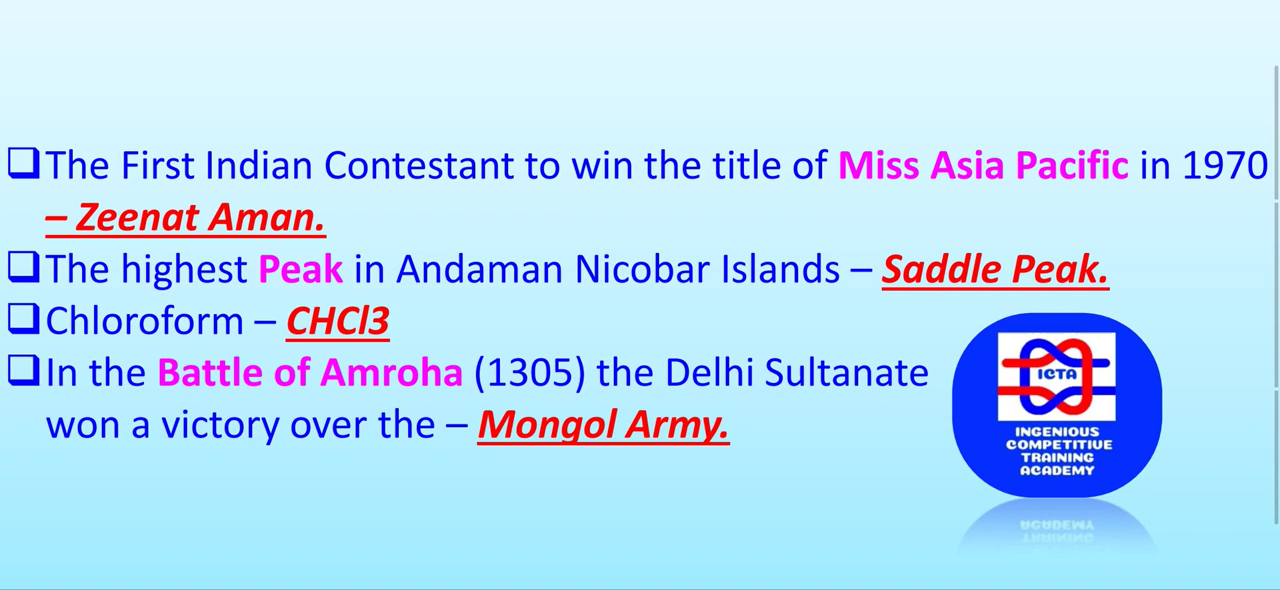 ❑The First Indian Contestant to win the title of Miss Asia Pacific in 1970
– Zeenat Aman.
❑The highest Peak in Andaman Nicobar Islands – Saddle Peak.
❑Chloroform – CHCl3
❑In the Battle of Amroha (1305) the Delhi Sultanate
won a victory over the – Mongol Army.
ICTA
INGENIOUS
COMPETITIVE
TRAINING
ACADEMY